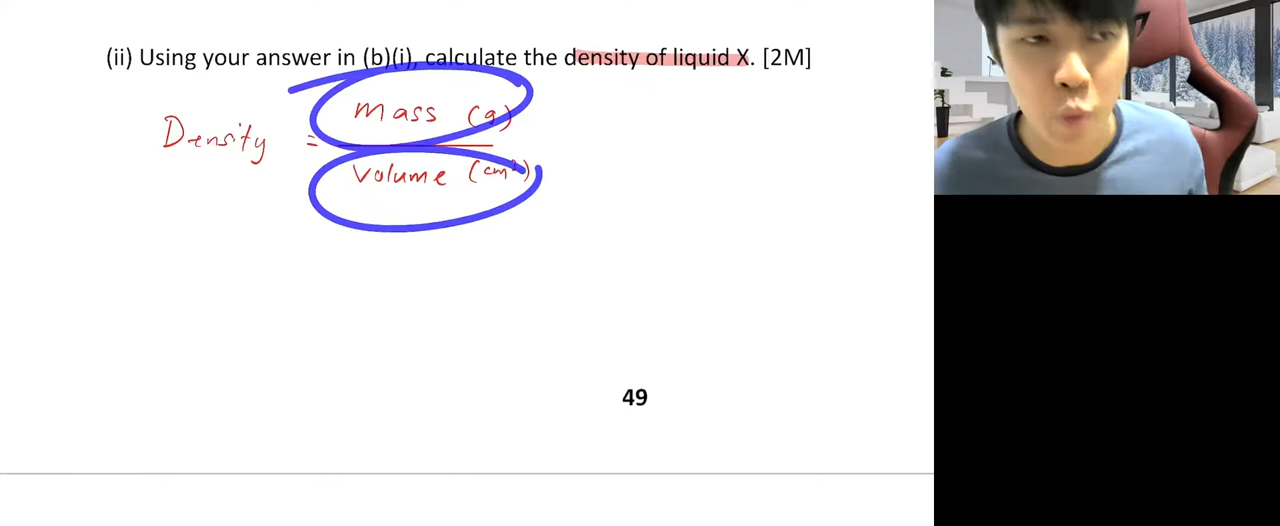 (ii) Using your answer in (b)(i), calculate the density of liquid X. [2M]
Density = mass (g)
volume (cm³)
49